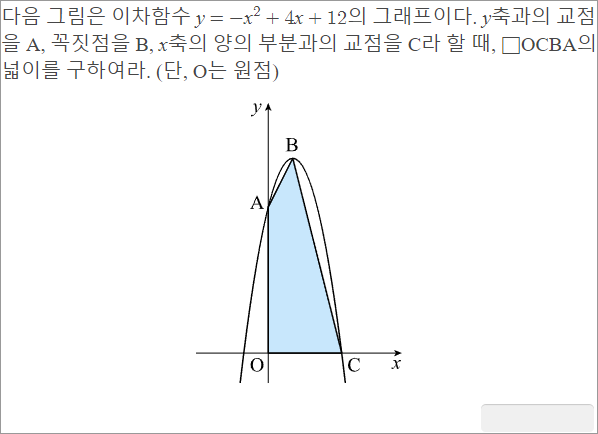 다음 그림은 이차함수 y = −x² + 4x + 12의 그래프이다. y축과의 교점
을 A, 꼭짓점을 B, x축의 양의 부분과의 교점을 C라 할 때, □OCBA의
넓이를 구하여라. (단, O는 원점)
y
B
A
O
C
x